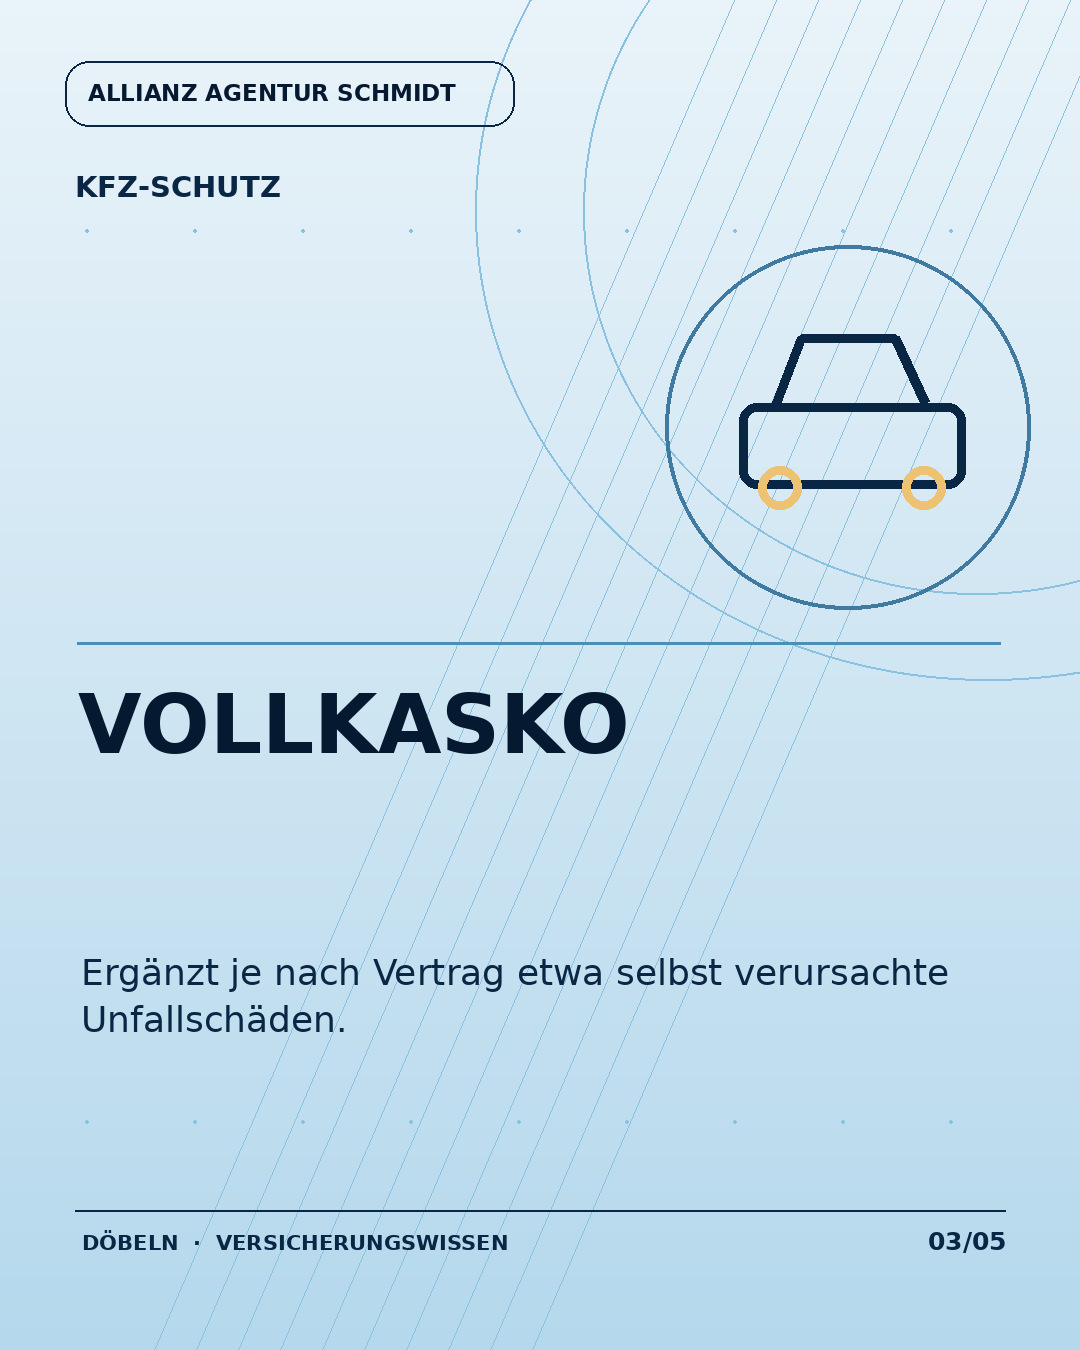 ALLIANZ AGENTUR SCHMIDT
KFZ-SCHUTZ
VOLLKASKO
Ergänzt je nach Vertrag etwa selbst verursachte
Unfallschäden.
DÖBELN · VERSICHERUNGSWISSEN
03/05